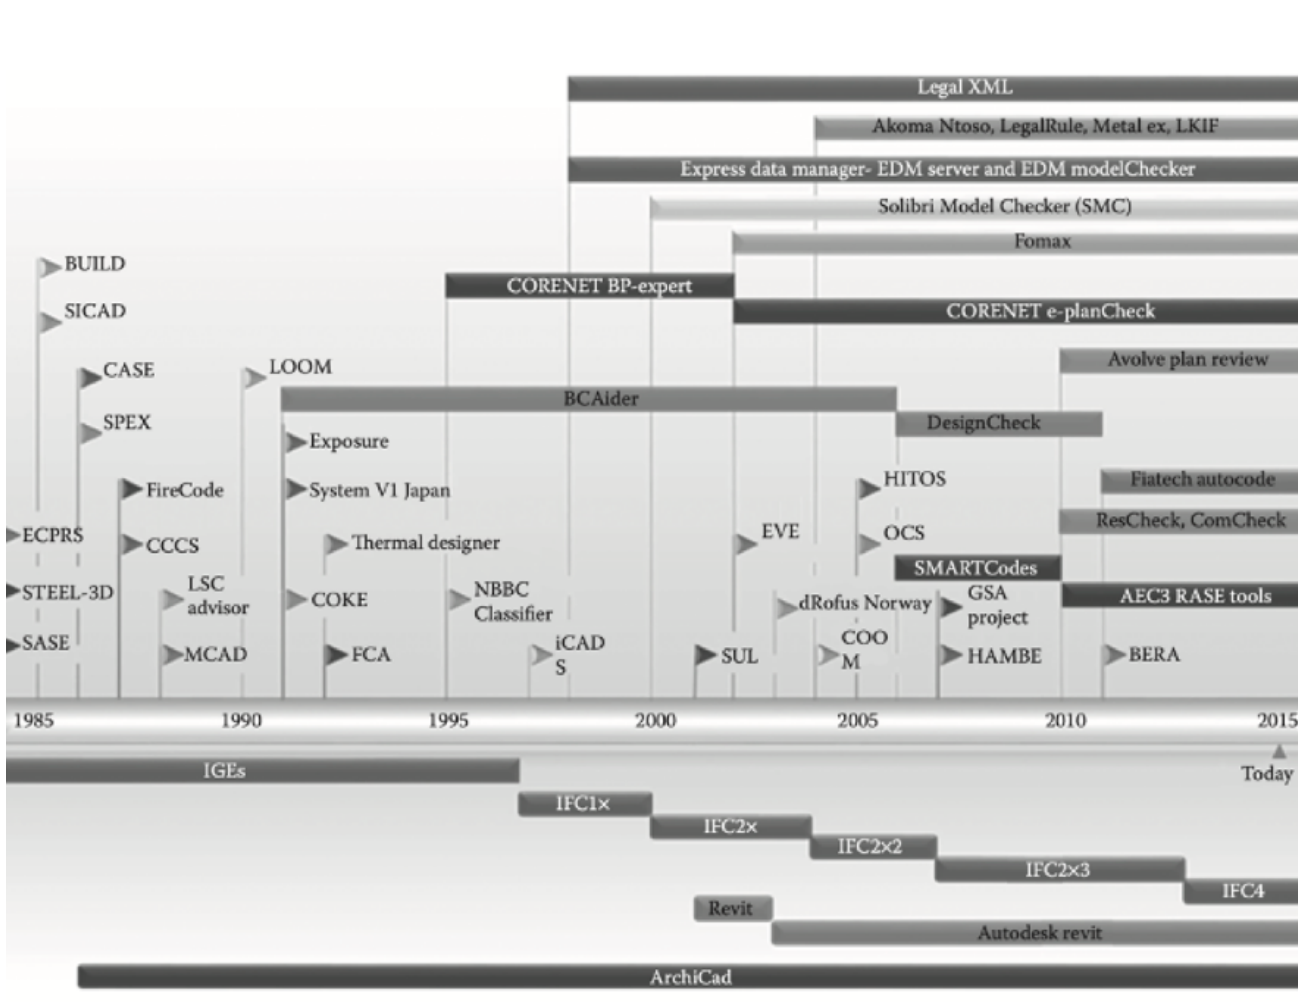 Legal XML
Akoma Ntoso, LegalRule, Metal ex, LKIF
Express data manager- EDM server and EDM modelChecker
Solibri Model Checker (SMC)
Fomax
BUILD
CORENET BP-expert
SICAD
CORENET e-planCheck
CASE
LOOM
Avolve plan review
BCAider
SPEX
DesignCheck
Exposure
FireCode
System V1 Japan
HITOS
Fiatech autocode
ECPRS
CCCS
Thermal designer
EVE
OCS
ResCheck, ComCheck
SMARTCodes
STEEL-3D
LSC
advisor
COKE
NBBC
Classifier
dRofus Norway
GSA
project
AEC3 RASE tools
SASE
MCAD
FCA
iCAD
S
SUL
COO
M
HAMBE
BERA
1985 1990 1995 2000 2005 2010 2015
Today
IGEs
IFC1×
IFC2×
IFC2×2
IFC2×3
IFC4
Revit
Autodesk revit
ArchiCad